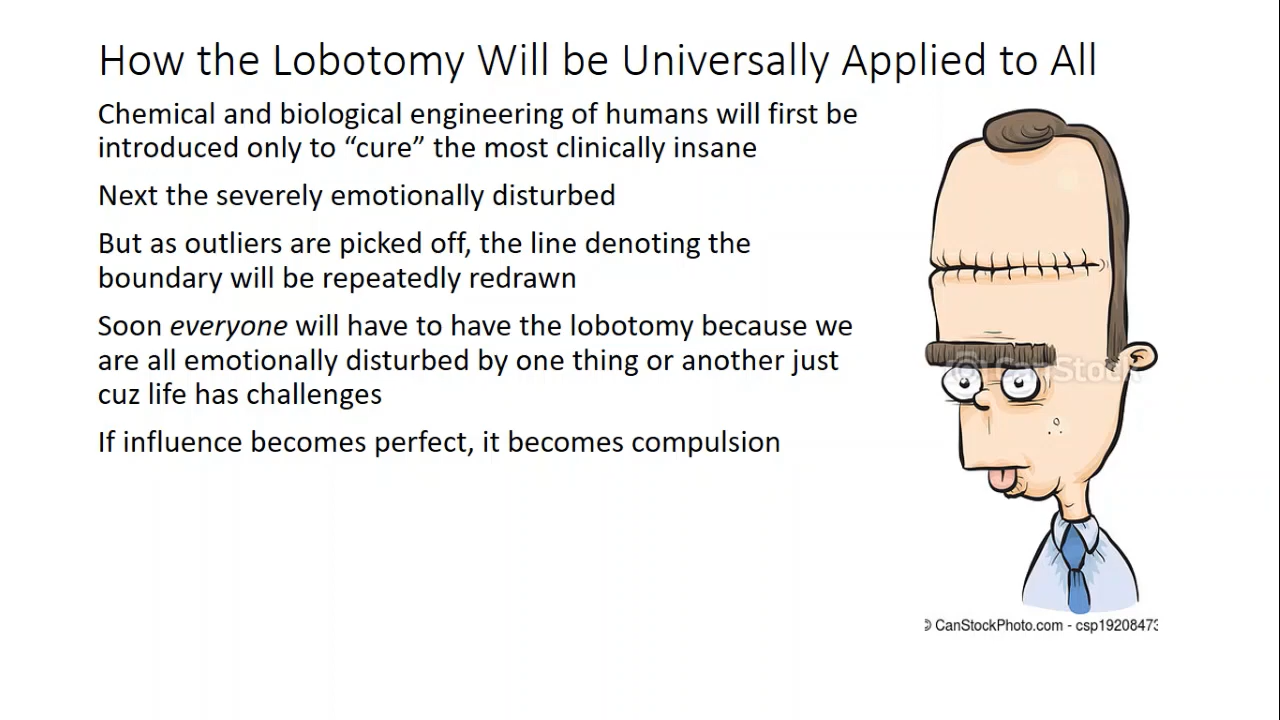 How the Lobotomy Will be Universally Applied to All
Chemical and biological engineering of humans will first be
introduced only to “cure” the most clinically insane
Next the severely emotionally disturbed
But as outliers are picked off, the line denoting the
boundary will be repeatedly redrawn
Soon everyone will have to have the lobotomy because we
are all emotionally disturbed by one thing or another just
cuz life has challenges
If influence becomes perfect, it becomes compulsion
© CanStock
© CanStockPhoto.com - csp19208473